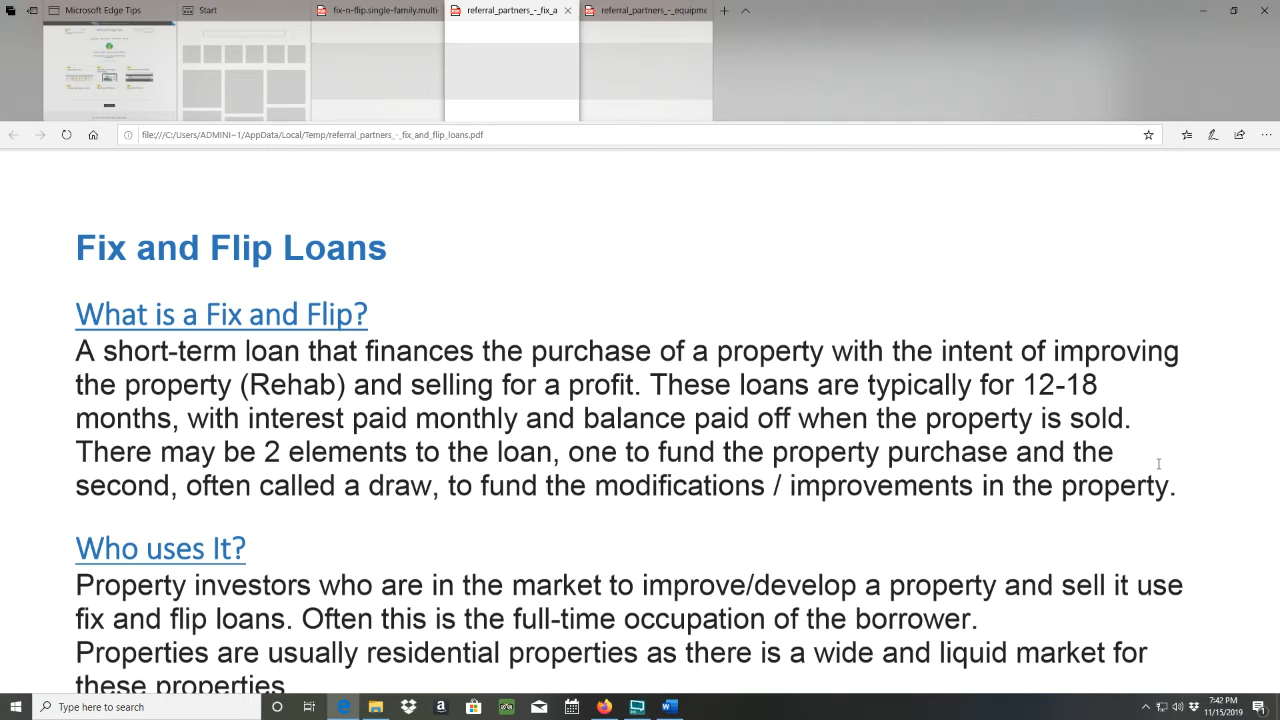 Microsoft Edge Tips
Start
fix-n-flip.single-family.multi-
referral_partners_-_fix_a
referral_partners_-_equipme
file:///C:/Users/ADMINI~1/AppData/Local/Temp/referral_partners_-_fix_and_flip_loans.pdf
Fix and Flip Loans
What is a Fix and Flip?
A short-term loan that finances the purchase of a property with the intent of improving
the property (Rehab) and selling for a profit. These loans are typically for 12-18
months, with interest paid monthly and balance paid off when the property is sold.
There may be 2 elements to the loan, one to fund the property purchase and the
second, often called a draw, to fund the modifications / improvements in the property.
Who uses It?
Property investors who are in the market to improve/develop a property and sell it use
fix and flip loans. Often this is the full-time occupation of the borrower.
Properties are usually residential properties as there is a wide and liquid market for
these properties
Type here to search
7:42 PM
11/15/2019